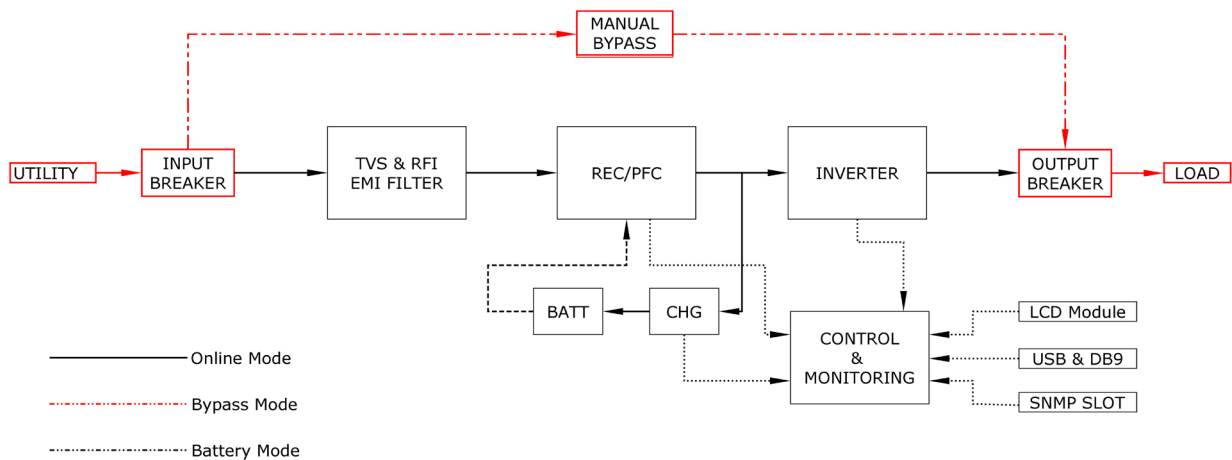 MANUAL
BYPASS
UTILITY
INPUT
BREAKER
TVS & RFI
EMI FILTER
REC/PFC
INVERTER
OUTPUT
BREAKER
LOAD
BATT
CHG
CONTROL
&
MONITORING
LCD Module
USB & DB9
SNMP SLOT
Online Mode
Bypass Mode
Battery Mode